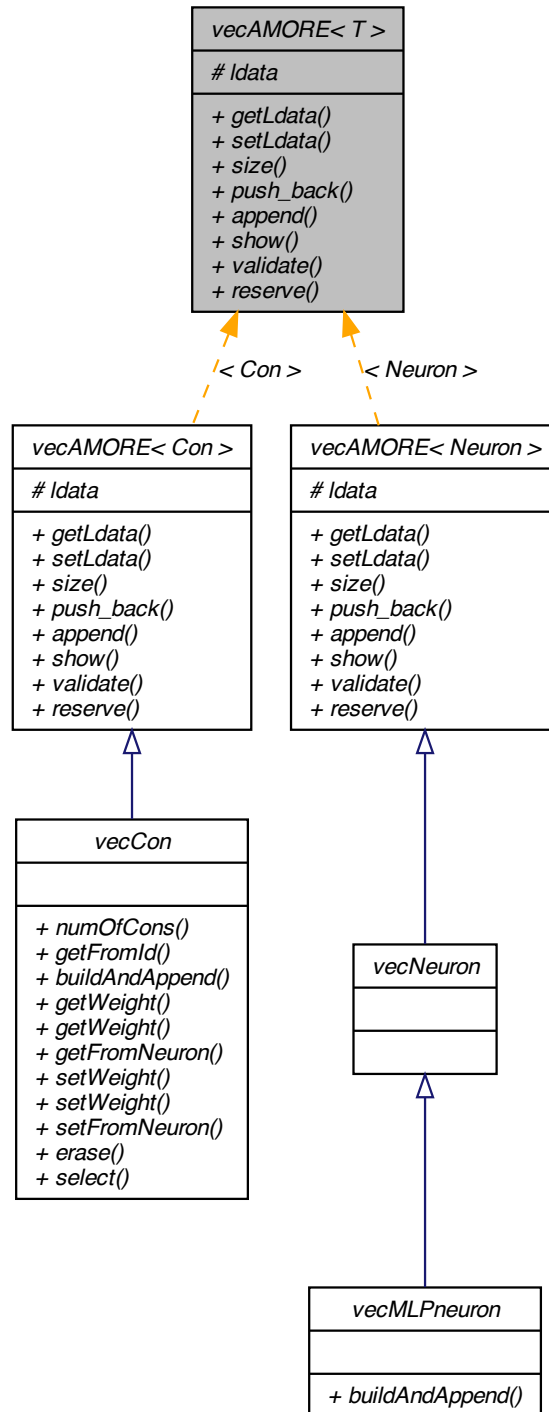 vecAMORE< T >
# ldata
+ getLdata()
+ setLdata()
+ size()
+ push_back()
+ append()
+ show()
+ validate()
+ reserve()
< Con >
< Neuron >
vecAMORE< Con >
# ldata
+ getLdata()
+ setLdata()
+ size()
+ push_back()
+ append()
+ show()
+ validate()
+ reserve()
vecAMORE< Neuron >
# ldata
+ getLdata()
+ setLdata()
+ size()
+ push_back()
+ append()
+ show()
+ validate()
+ reserve()
vecCon
+ numOfCons()
+ getFromId()
+ buildAndAppend()
+ getWeight()
+ getWeight()
+ getFromNeuron()
+ setWeight()
+ setWeight()
+ setFromNeuron()
+ erase()
+ select()
vecNeuron
vecMLPneuron
+ buildAndAppend()